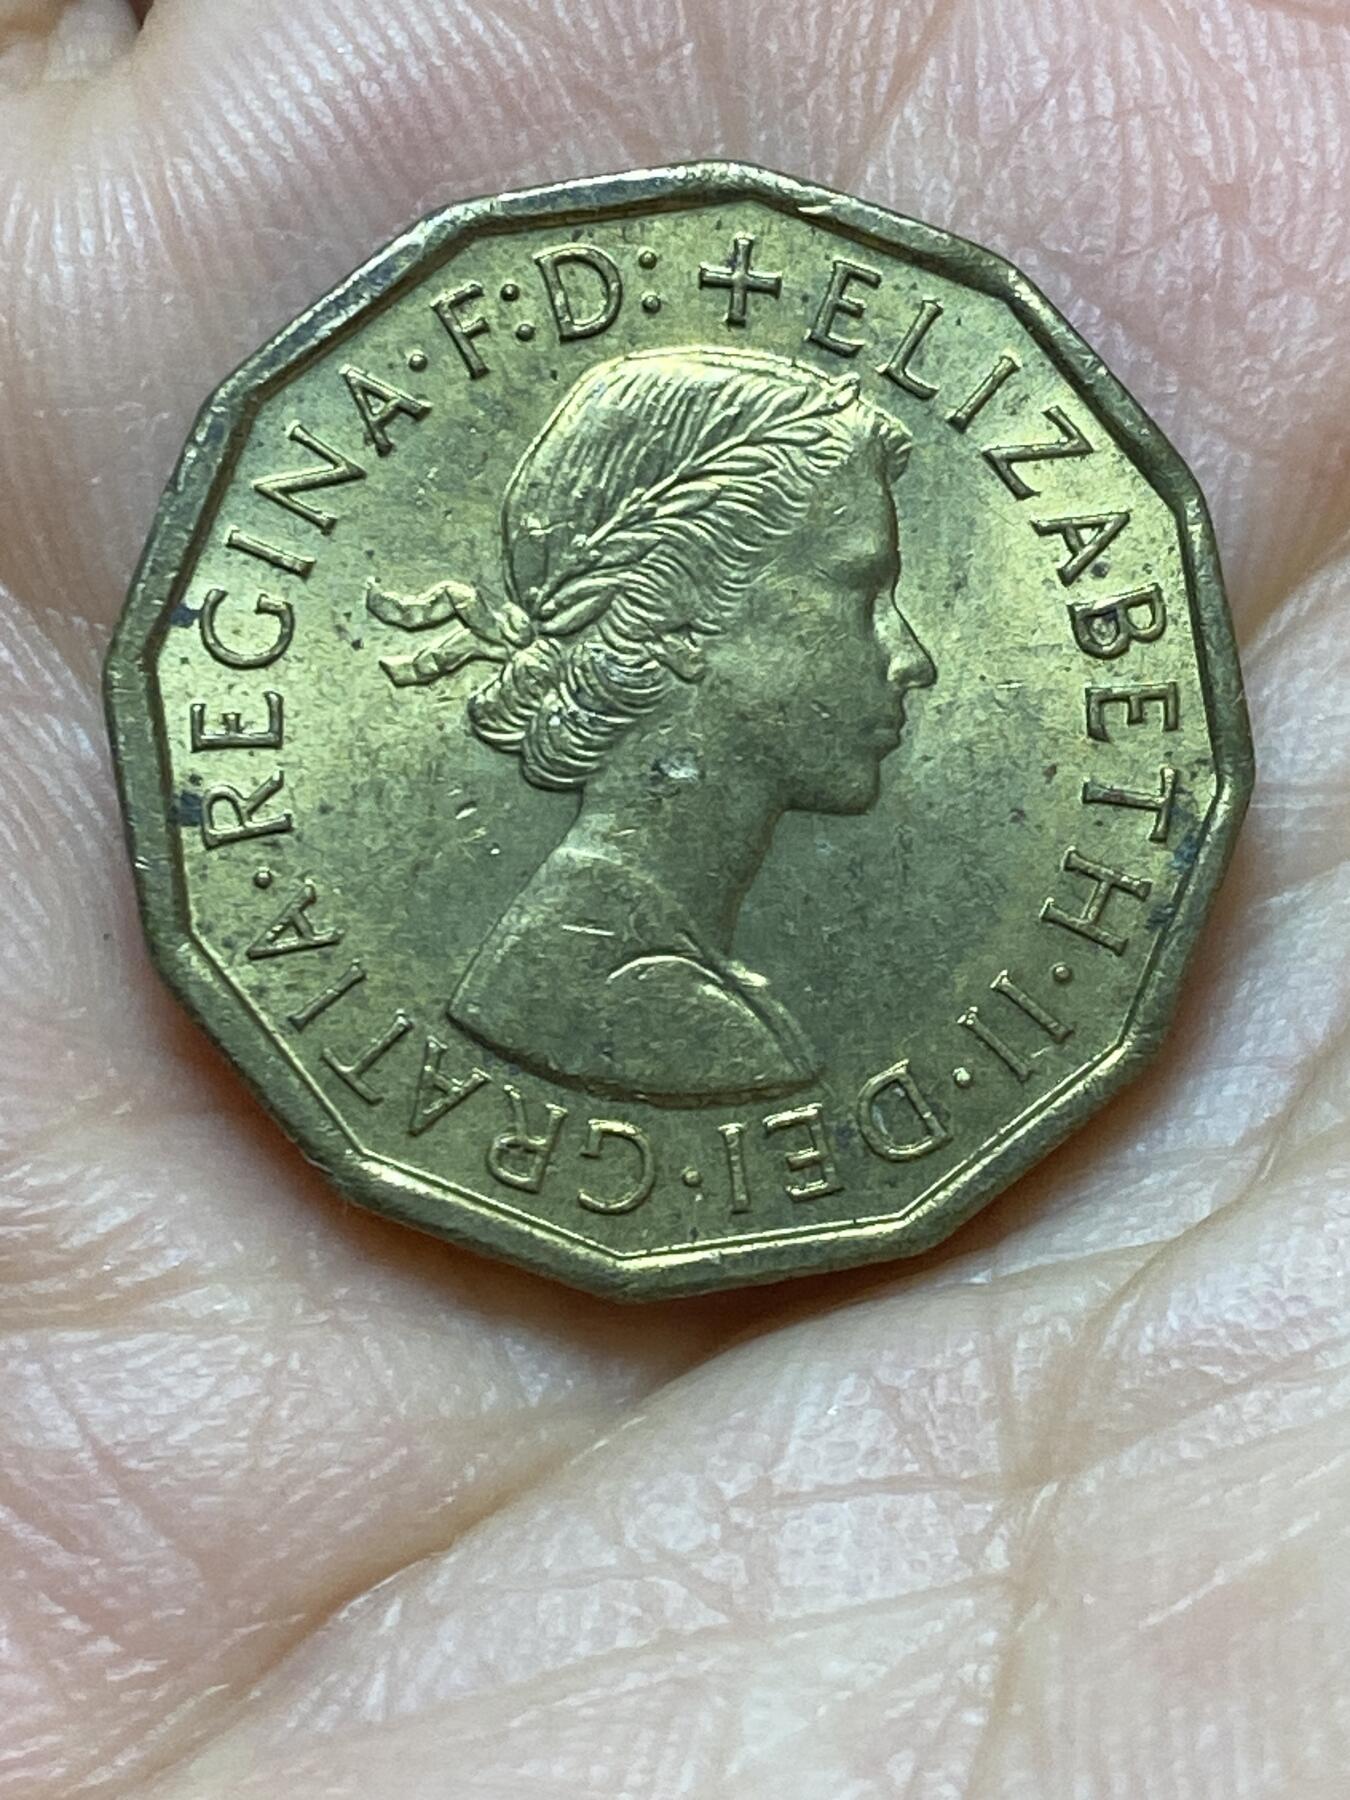 + ELIZABETH · II · DEI · GRATIA · REGINA · F: D: